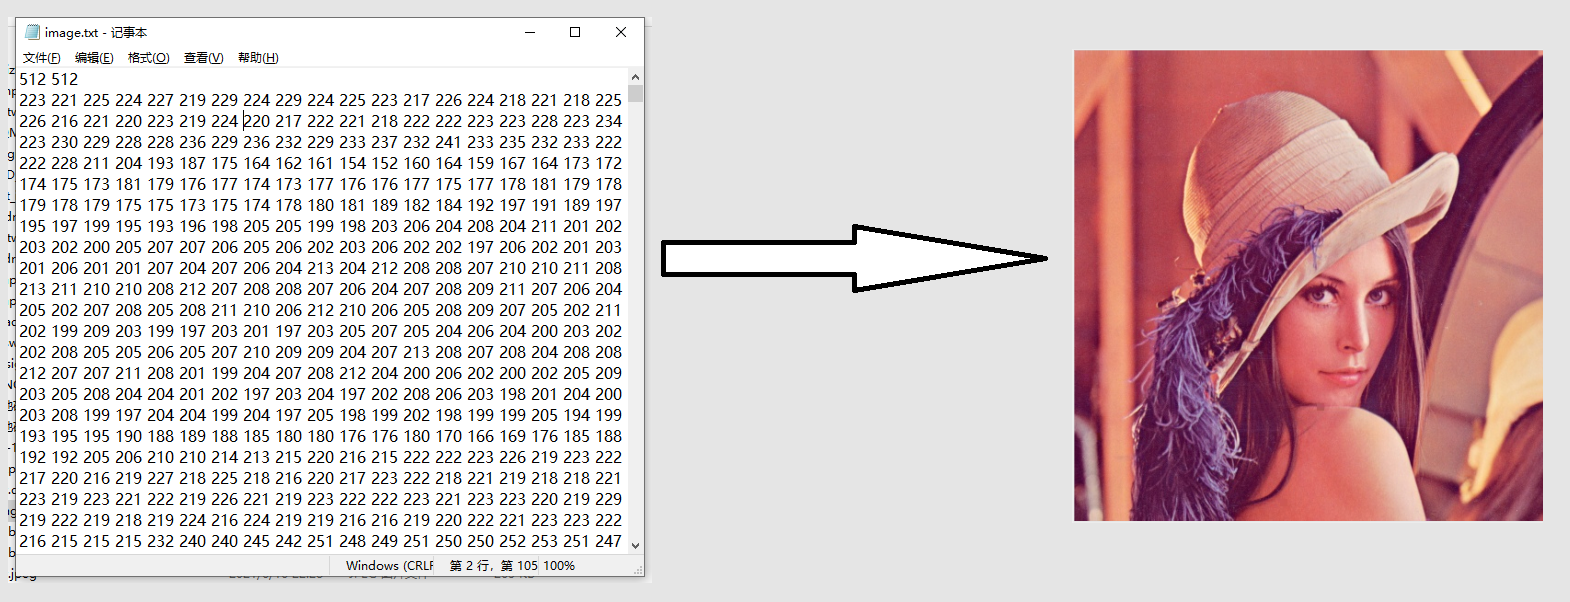 image.txt - 记事本
文件(F) 编辑(E) 格式(O) 查看(V) 帮助(H)
512 512
223 221 225 224 227 219 229 224 229 224 225 223 217 226 224 218 221 218 225
226 216 221 220 223 219 224 220 217 222 221 218 222 222 223 223 228 223 234
223 230 229 228 228 236 229 236 232 229 233 237 232 241 233 235 232 233 222
222 228 211 204 193 187 175 164 162 161 154 152 160 164 159 167 164 173 172
174 175 173 181 179 176 177 174 173 177 176 176 177 175 177 178 181 179 178
179 178 179 175 175 173 175 174 178 180 181 189 182 184 192 197 191 189 197
195 197 199 195 193 196 198 205 205 199 198 203 206 204 208 204 211 201 202
203 202 200 205 207 207 206 205 206 202 203 206 202 202 197 206 202 201 203
201 206 201 201 207 204 207 206 204 213 204 212 208 208 207 210 210 211 208
213 211 210 210 208 212 207 208 208 207 206 204 207 208 209 211 207 206 204
205 202 207 208 205 208 211 210 206 212 210 206 205 208 209 207 205 202 211
202 199 209 203 199 197 203 201 197 203 205 207 205 204 206 204 200 203 202
202 208 205 205 206 205 207 210 209 209 204 207 213 208 207 208 204 208 208
212 207 207 211 208 201 199 204 207 208 212 204 200 206 202 200 202 205 209
203 205 208 204 204 201 202 197 203 204 197 202 208 206 203 198 201 204 200
203 208 199 197 204 204 199 204 197 205 198 199 202 198 199 199 205 194 199
193 195 195 190 188 189 188 185 180 180 176 176 180 170 166 169 176 185 188
192 192 205 206 210 210 214 213 215 220 216 215 222 222 223 226 219 223 222
217 220 216 219 227 218 225 218 216 220 217 223 222 218 221 219 218 218 221
223 219 223 221 222 219 226 221 219 223 222 222 223 221 223 223 220 219 229
219 222 219 218 219 224 216 224 219 219 216 216 219 220 222 221 223 223 222
216 215 215 215 232 240 240 245 242 251 248 249 251 250 250 252 253 251 247
Windows (CRLF 第 2 行，第 105 100%